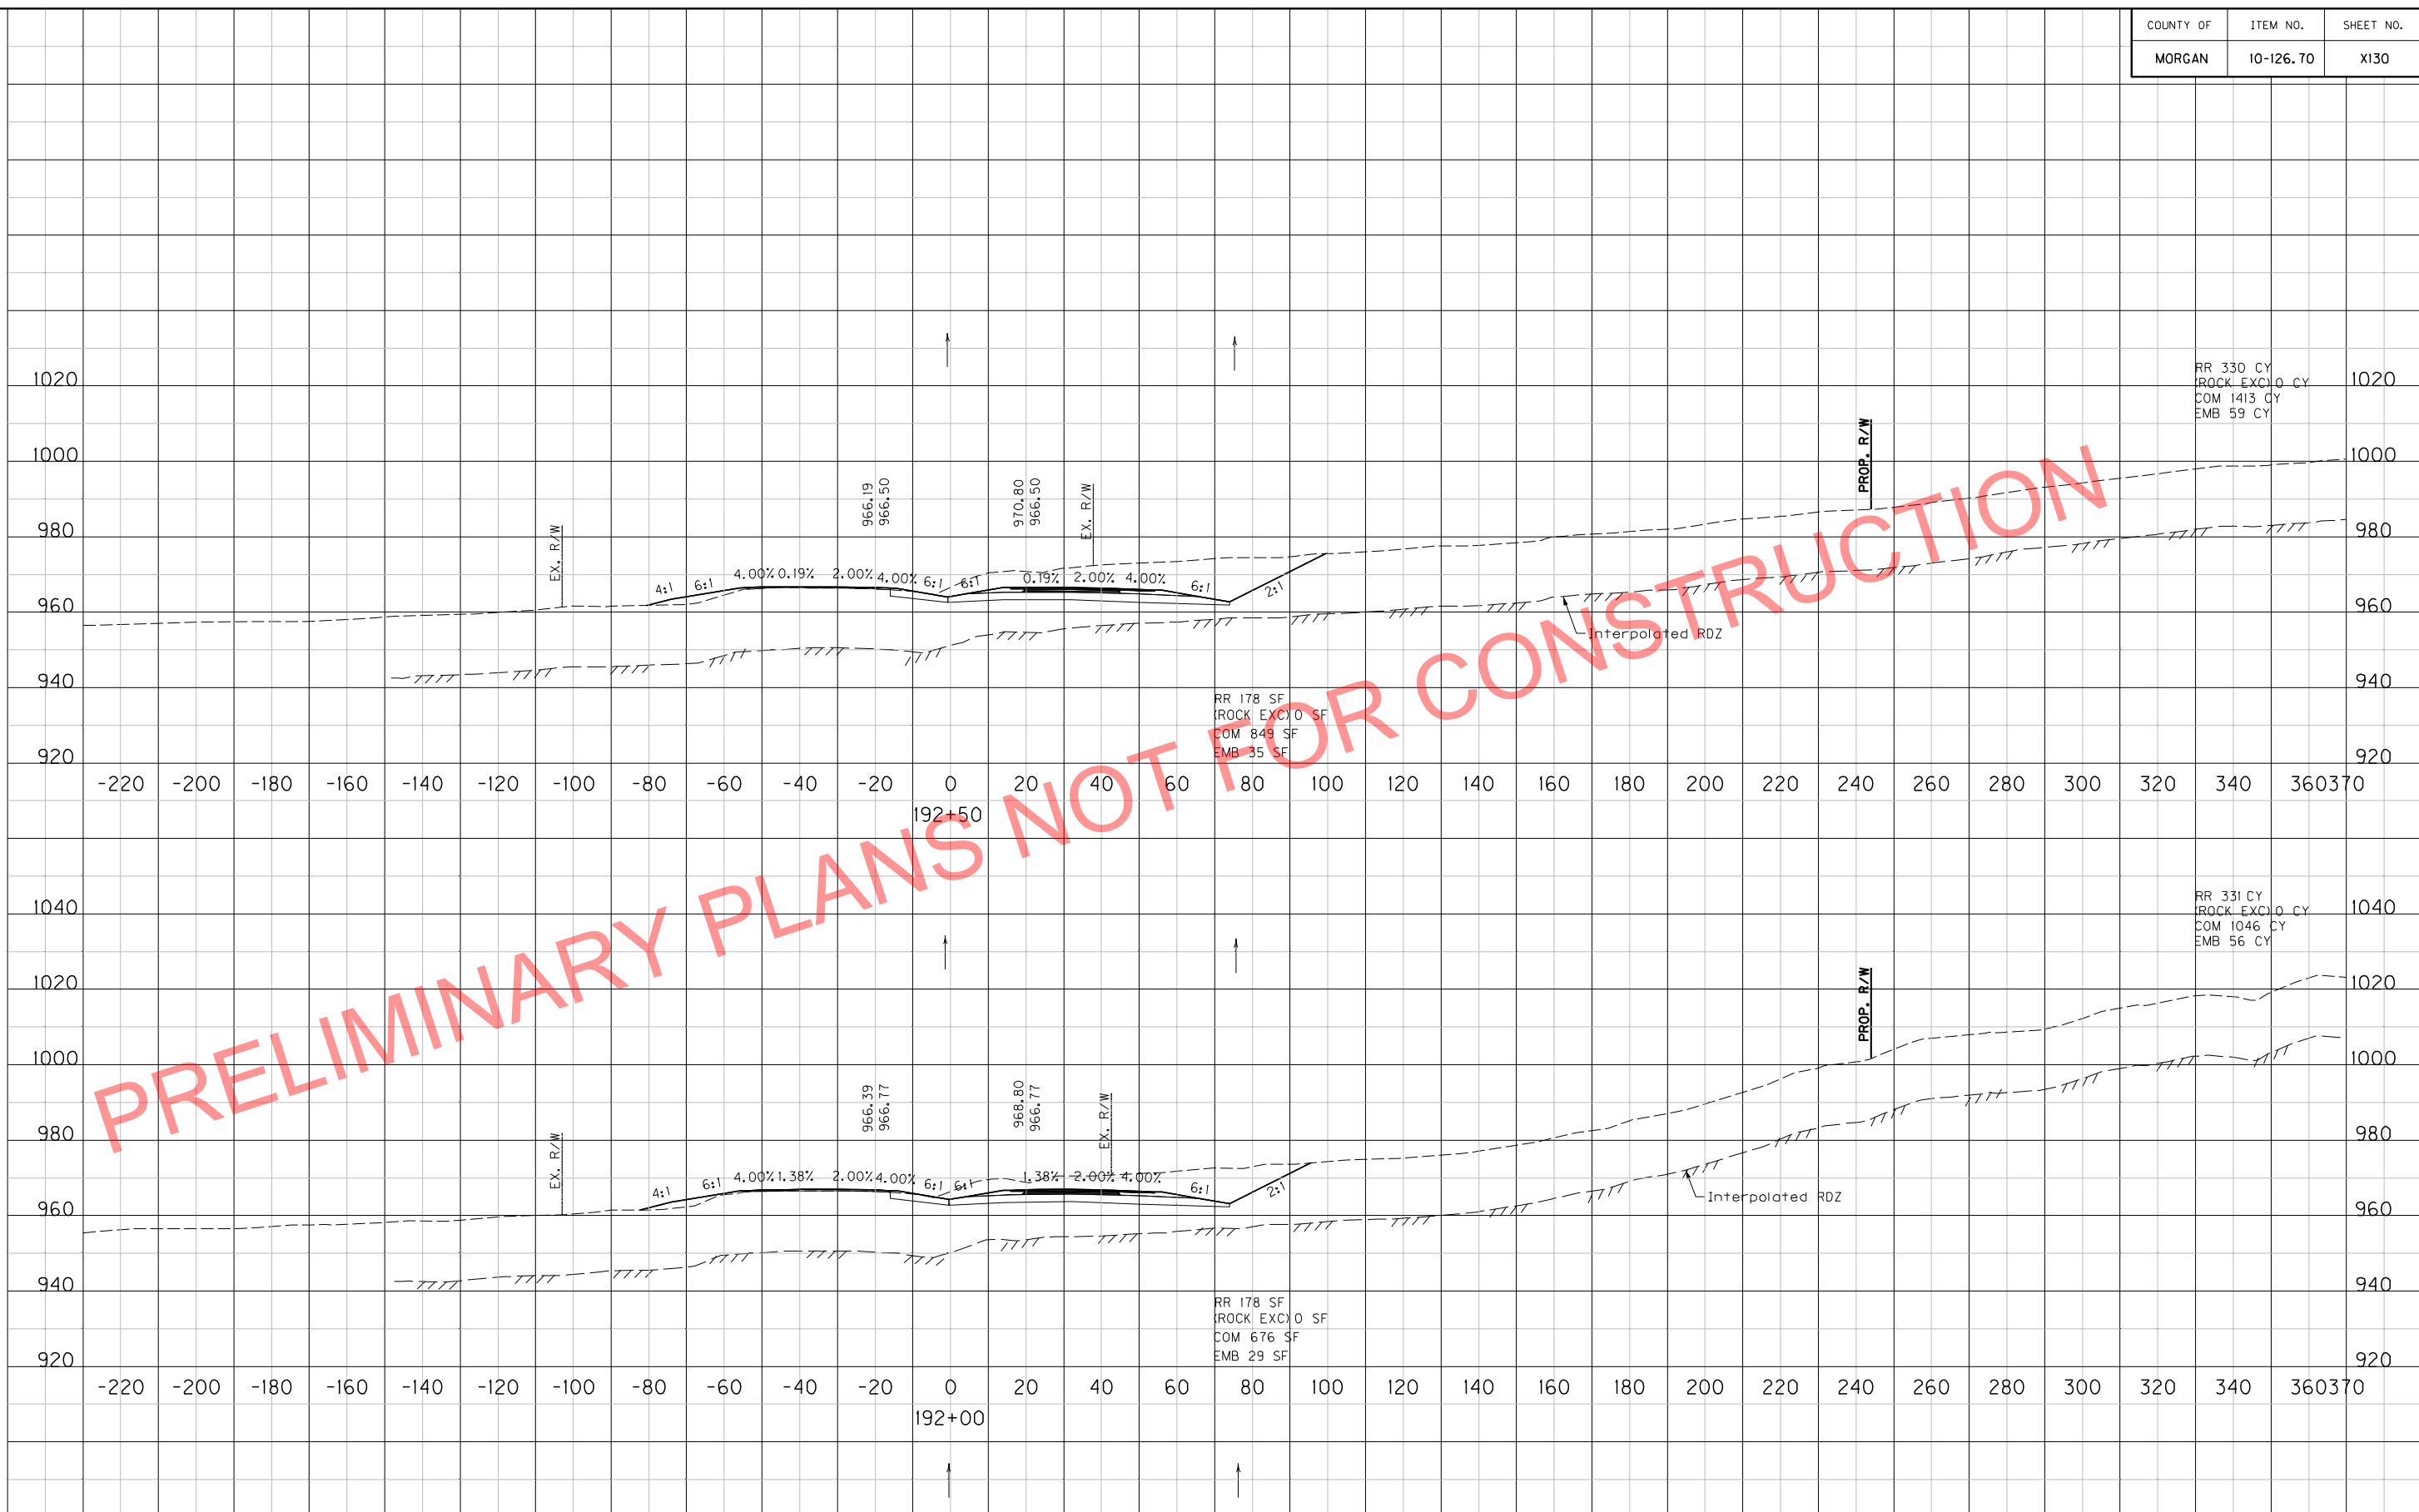 COUNTY OF ITEM NO. SHEET NO.
MORGAN 10-126.70 X130
RR 330 CY
(ROCK EXC) 0 CY
COM 1413 CY
EMB 59 CY
1020 1020
1000 1000
980 980
960 960
940 940
920 920
PROP. R/W
966.19
966.50
970.80
966.50
EX. R/W
EX. R/W
4:1 6:1 4.00% 0.19% 2.00% 4.00% 6:1 6:1 0.19% 2.00% 4.00% 6:1 2:1
Interpolated RDZ
RR 178 SF
(ROCK EXC) 0 SF
COM 849 SF
EMB 35 SF
-220 -200 -180 -160 -140 -120 -100 -80 -60 -40 -20 0 20 40 60 80 100 120 140 160 180 200 220 240 260 280 300 320 340 360 370
192+50
PRELIMINARY PLANS NOT FOR CONSTRUCTION
RR 331 CY
(ROCK EXC) 0 CY
COM 1046 CY
EMB 56 CY
1040 1040
1020 1020
1000 1000
980 980
960 960
940 940
920 920
PROP. R/W
966.39
966.77
968.80
966.77
EX. R/W
EX. R/W
4:1 6:1 4.00% 1.38% 2.00% 4.00% 6:1 6:1 1.38% 2.00% 4.00% 6:1 2:1
Interpolated RDZ
RR 178 SF
(ROCK EXC) 0 SF
COM 676 SF
EMB 29 SF
-220 -200 -180 -160 -140 -120 -100 -80 -60 -40 -20 0 20 40 60 80 100 120 140 160 180 200 220 240 260 280 300 320 340 360 370
192+00